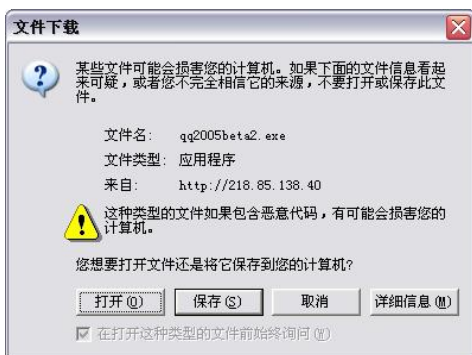 文件下载
某些文件可能会损害您的计算机。如果下面的文件信息看起
来可疑，或者您不完全相信它的来源，不要打开或保存此文
件。
文件名: qq2005beta2.exe
文件类型: 应用程序
来自: http://218.85.138.40
这种类型的文件如果包含恶意代码，有可能会损害您的
计算机。
您想要打开文件还是将它保存到您的计算机?
打开(O) 保存(S) 取消 详细信息(M)
在打开这种类型的文件前始终询问(W)